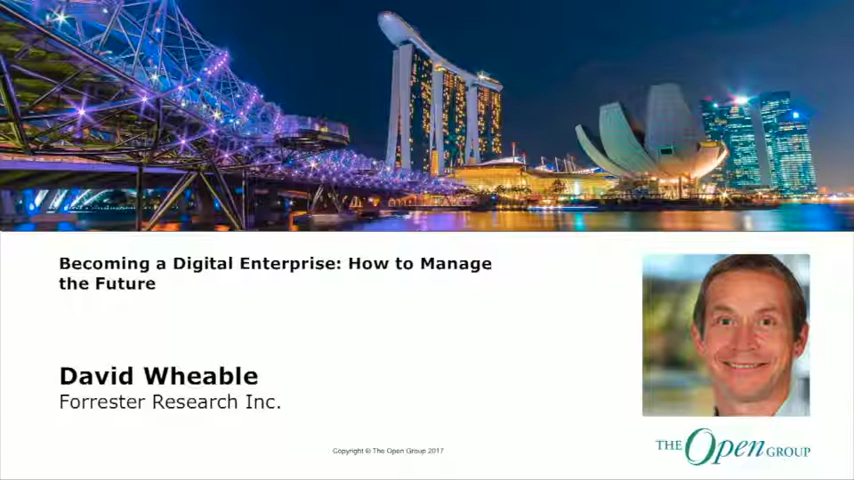 Becoming a Digital Enterprise: How to Manage
the Future
David Wheable
Forrester Research Inc.
Copyright © The Open Group 2017
THE Open GROUP